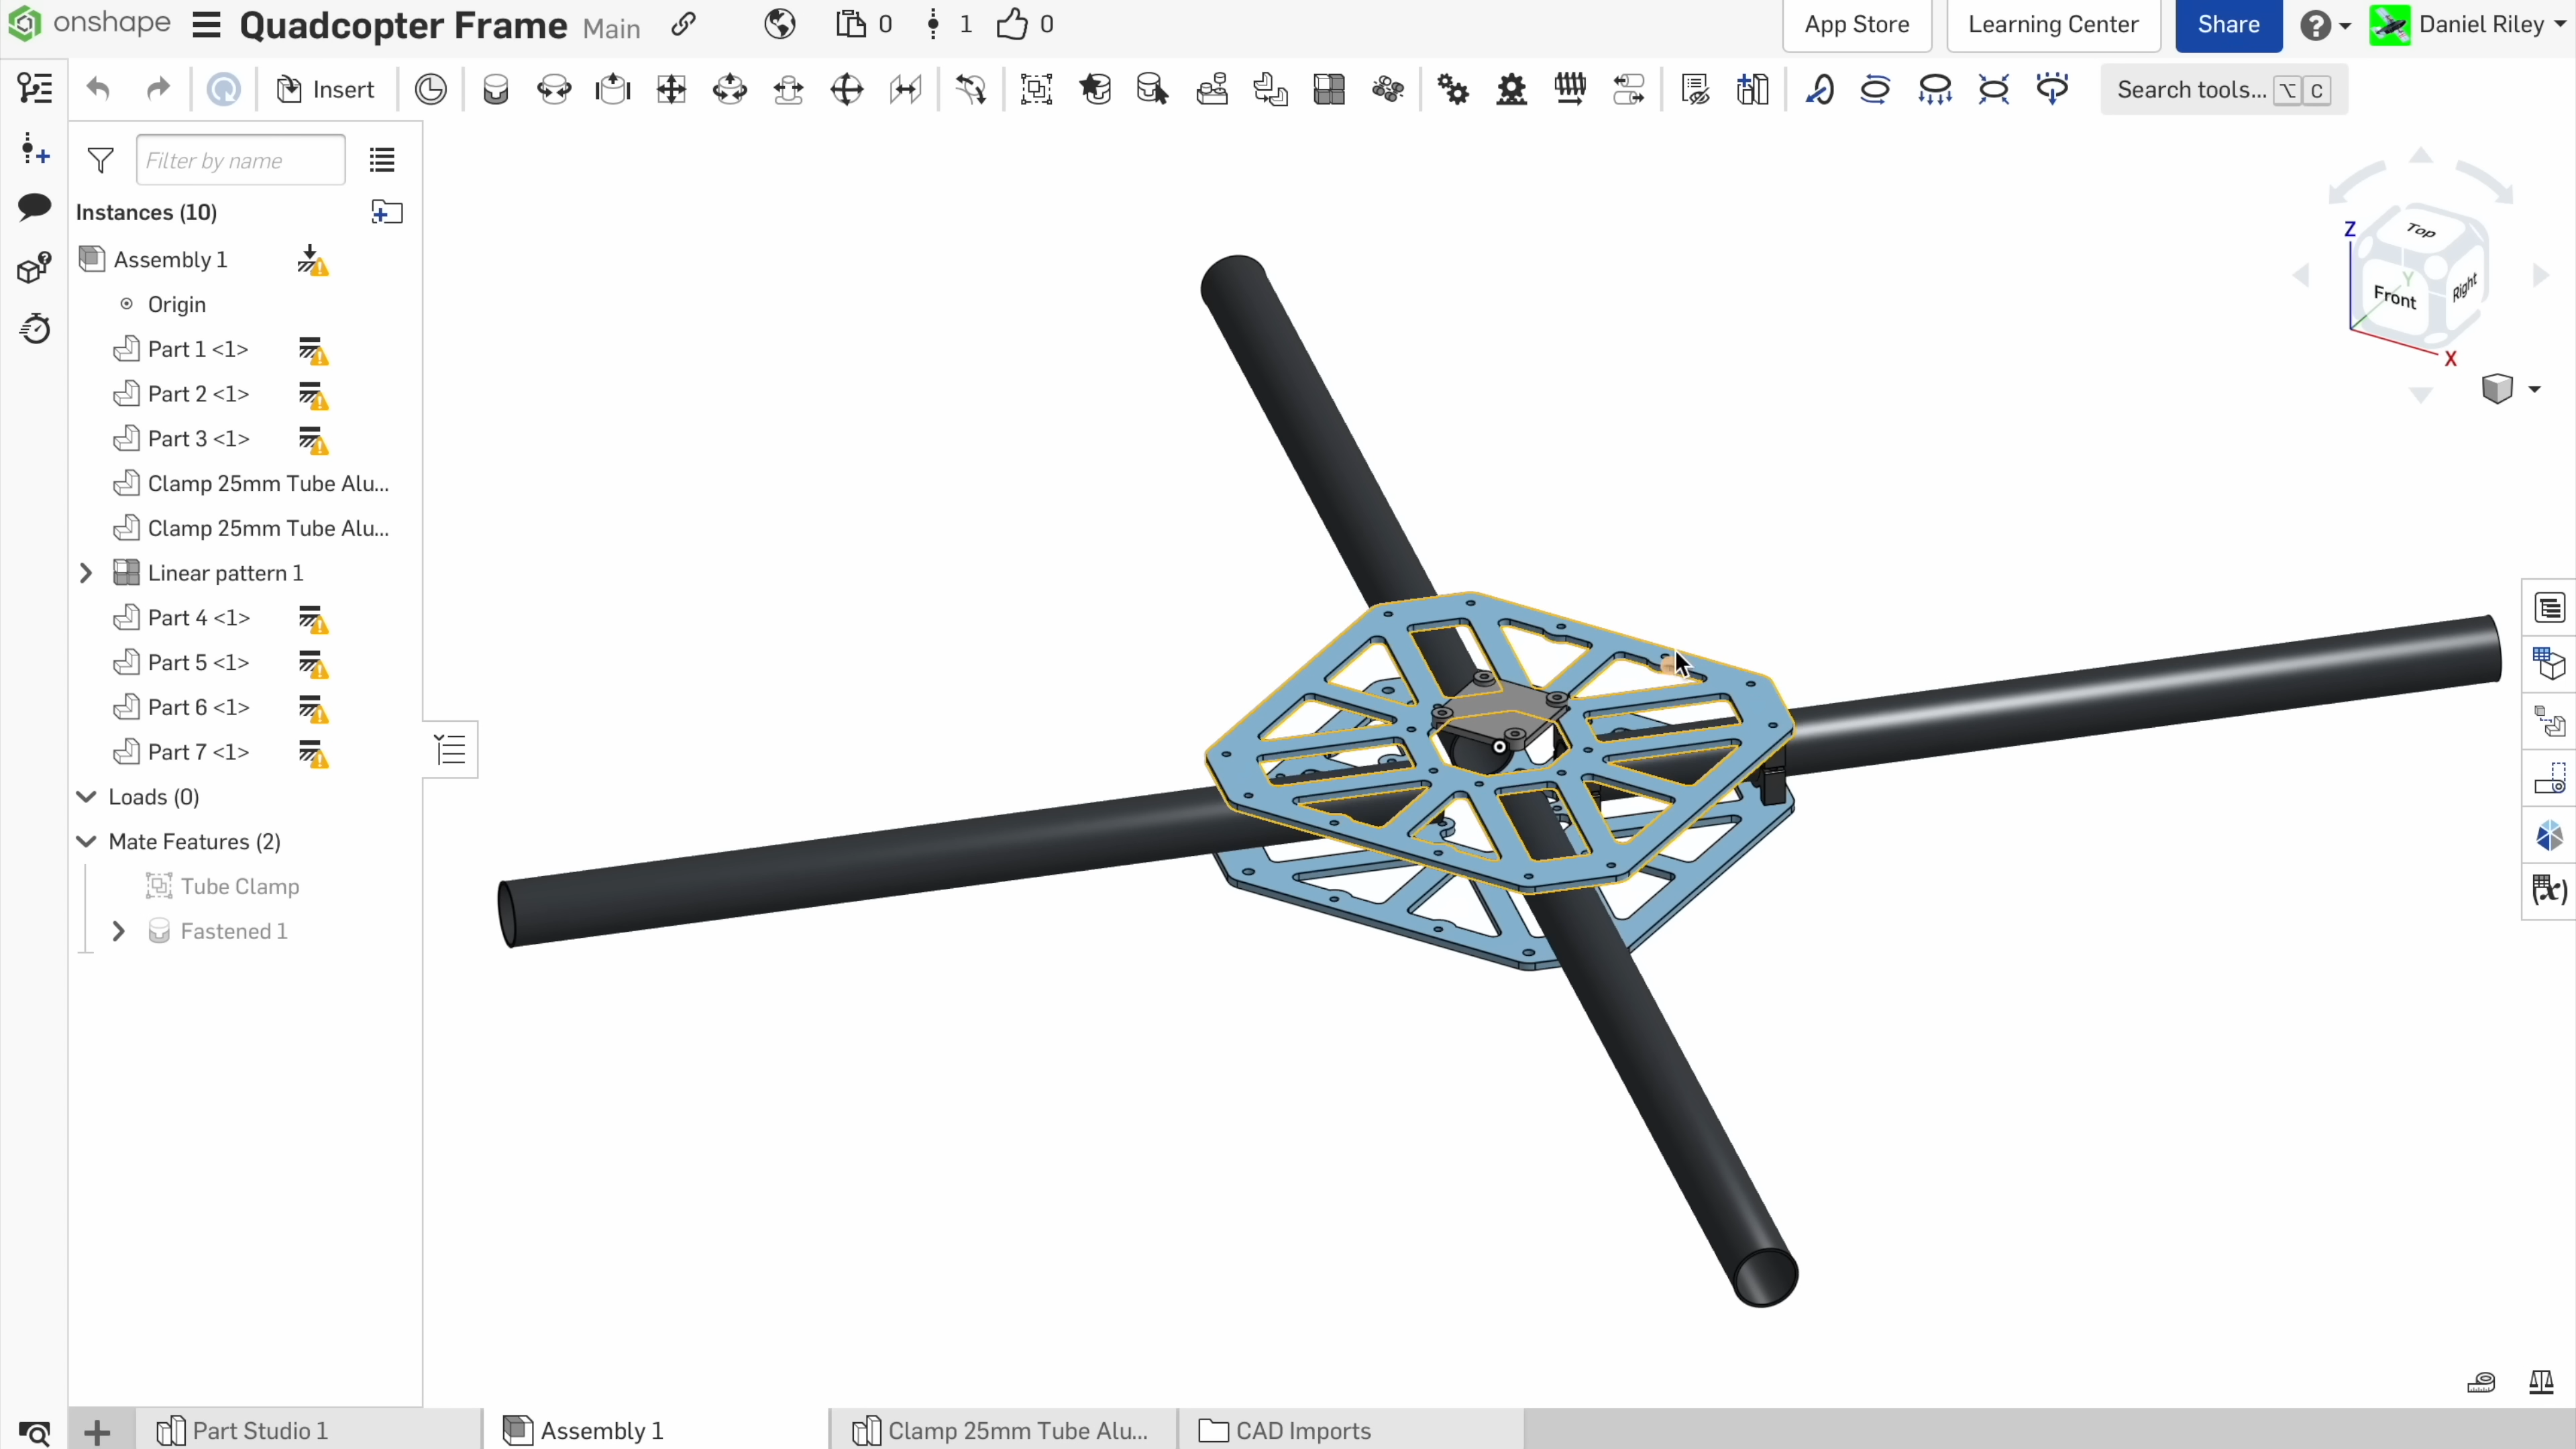 onshape Quadcopter Frame Main 0 1 0 App Store Learning Center Share Daniel Riley
Insert Search tools... ⌥ C
Filter by name
Instances (10)
Assembly 1
Origin
Part 1 <1>
Part 2 <1>
Part 3 <1>
Clamp 25mm Tube Alu...
Clamp 25mm Tube Alu...
Linear pattern 1
Part 4 <1>
Part 5 <1>
Part 6 <1>
Part 7 <1>
Loads (0)
Mate Features (2)
Tube Clamp
Fastened 1
Top
Z
Y
Front
Right
X
(x)
Part Studio 1 Assembly 1 Clamp 25mm Tube Alu... CAD Imports